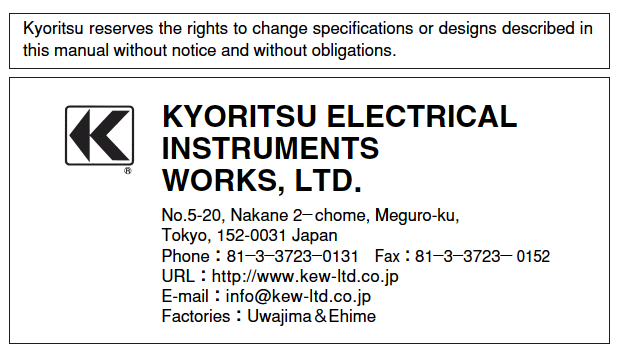 Kyoritsu reserves the rights to change specifications or designs described in
this manual without notice and without obligations.
K
®
KYORITSU ELECTRICAL
INSTRUMENTS
WORKS, LTD.
No.5-20, Nakane 2−chome, Meguro-ku,
Tokyo, 152-0031 Japan
Phone：81−3−3723−0131 Fax：81−3−3723− 0152
URL：http://www.kew-ltd.co.jp
E-mail：info@kew-ltd.co.jp
Factories：Uwajima＆Ehime